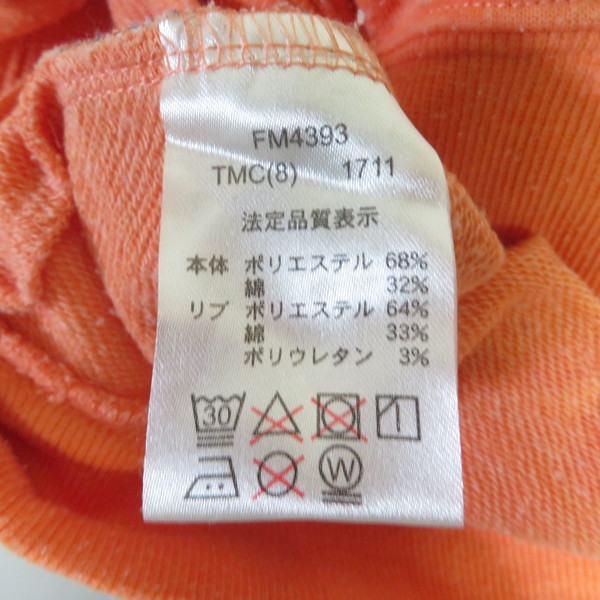 FM4393
TMC(8) 1711
法定品質表示
本体 ポリエステル 68%
綿 32%
リブ ポリエステル 64%
綿 33%
ポリウレタン 3%
30
W